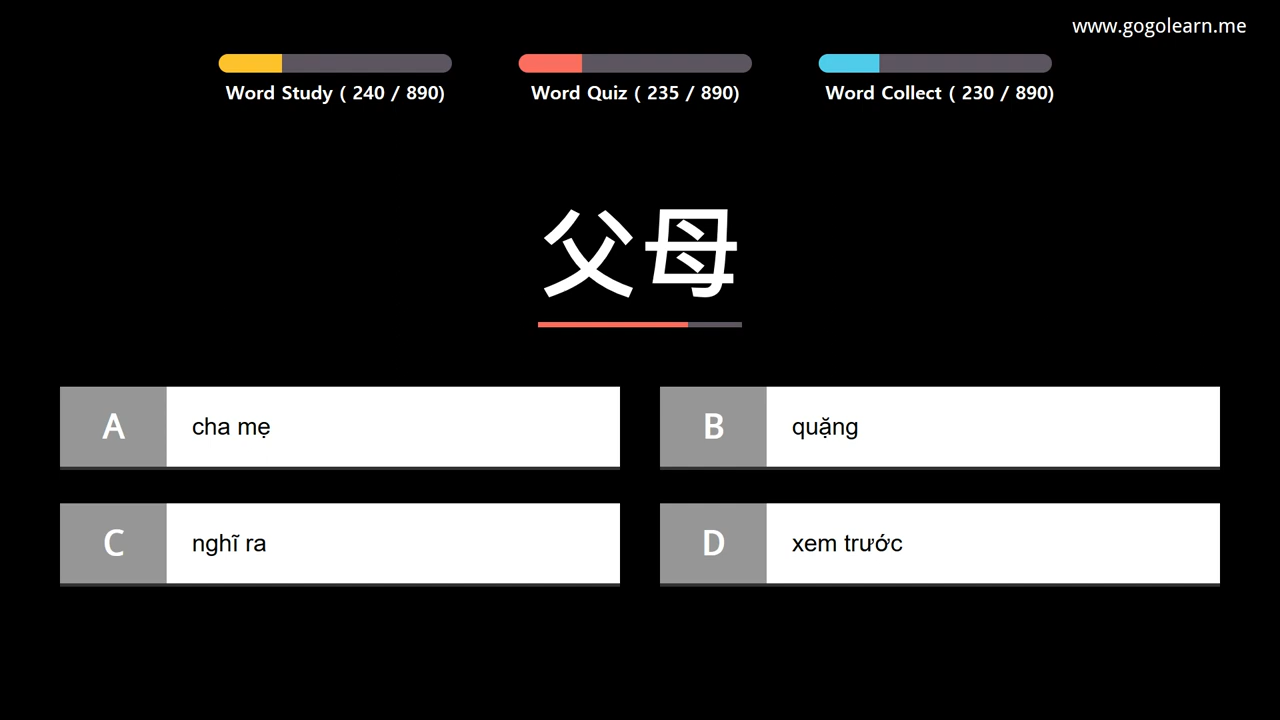 www.gogolearn.me
Word Study ( 240 / 890)
Word Quiz ( 235 / 890)
Word Collect ( 230 / 890)
父母
A
cha mẹ
B
quặng
C
nghĩ ra
D
xem trước